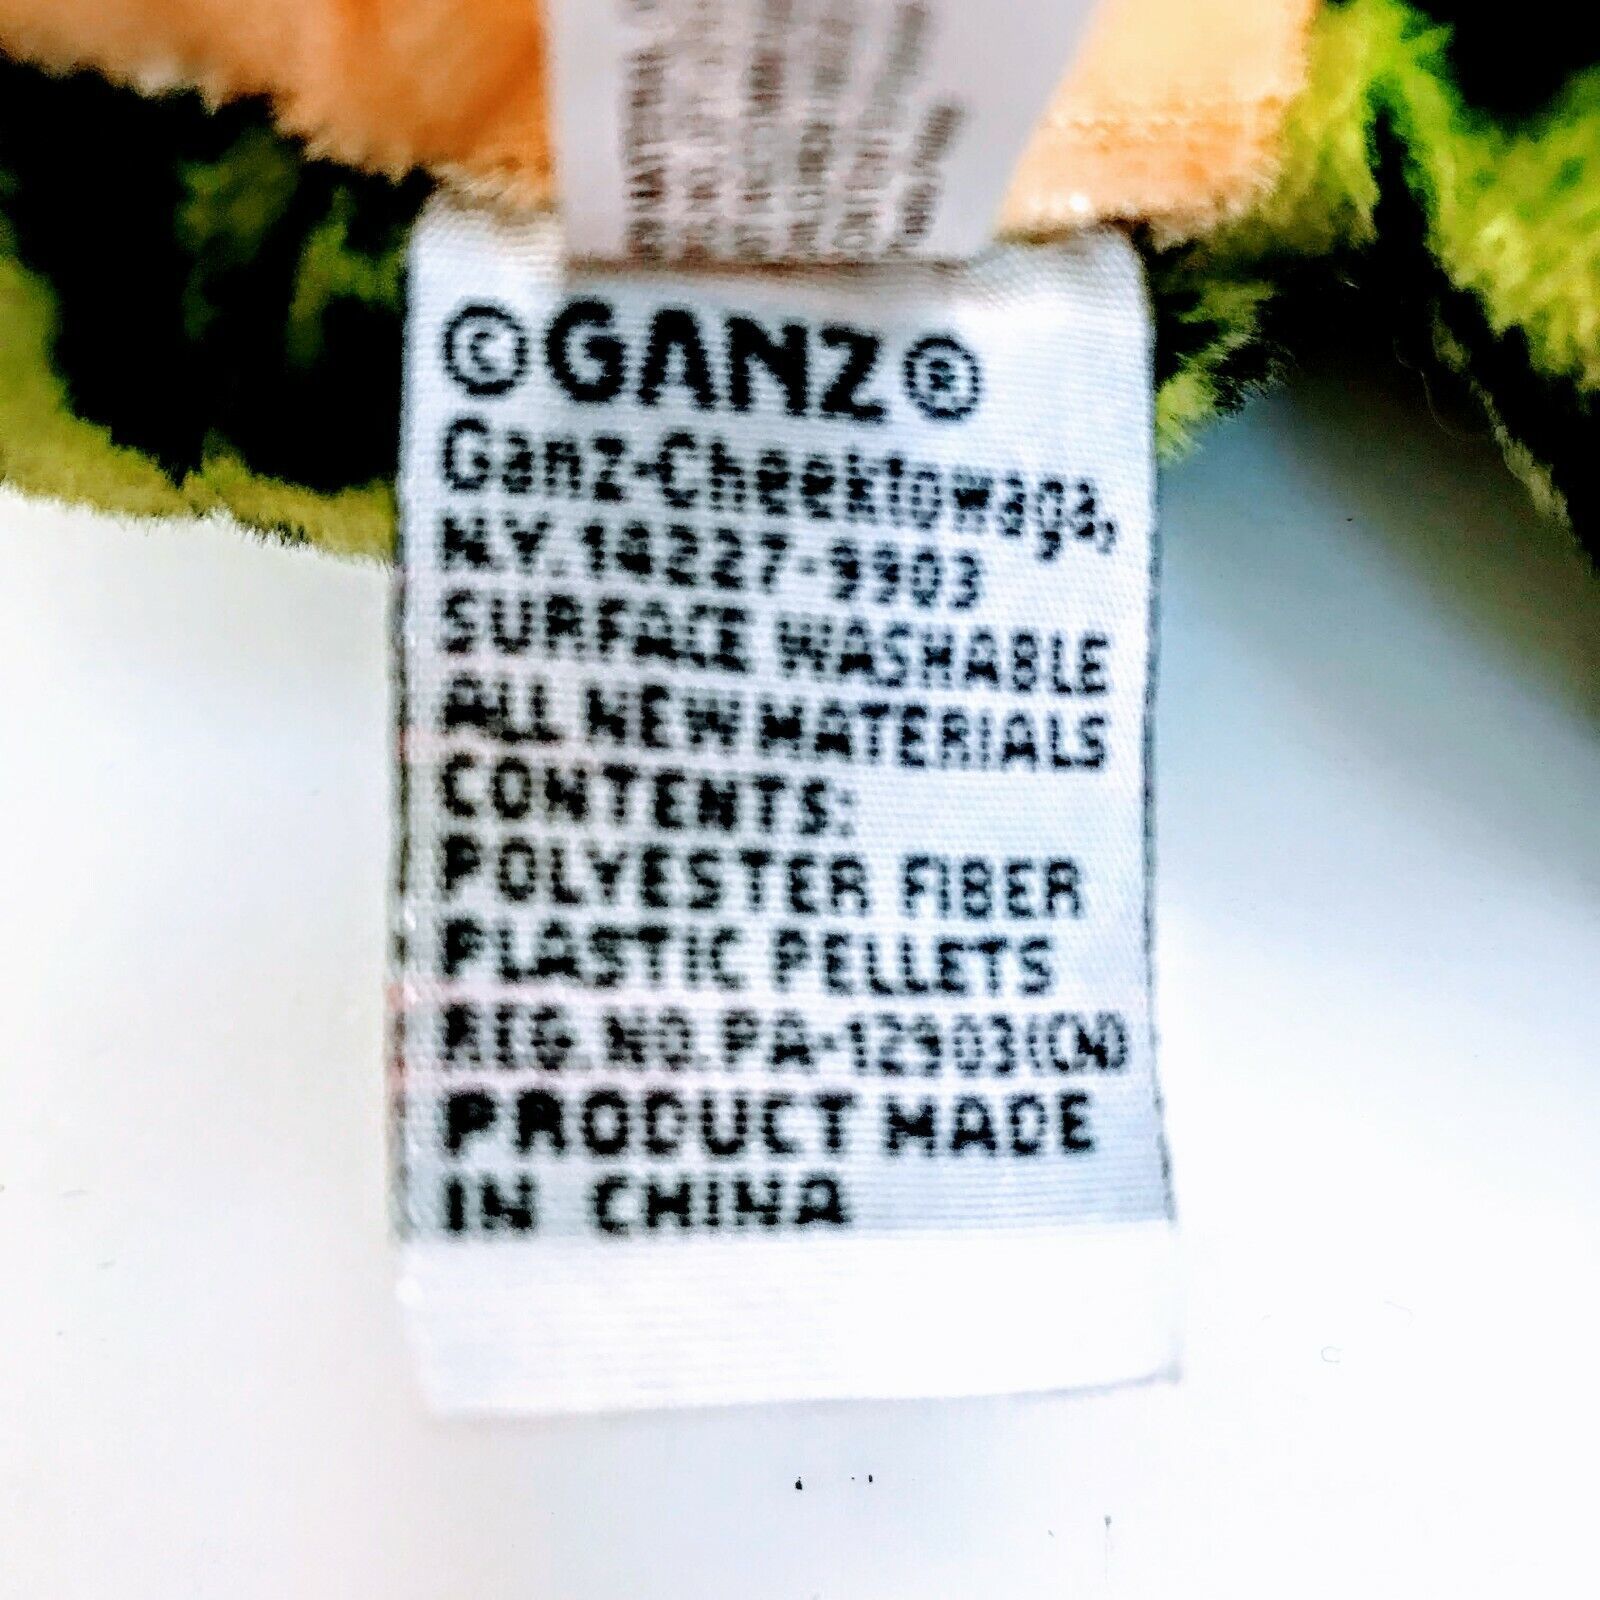 ©GANZ®
Ganz-Cheektowaga,
N.Y. 14227-9903
SURFACE WASHABLE
ALL NEW MATERIALS
CONTENTS:
POLYESTER FIBER
PLASTIC PELLETS
REG. NO. PA-12903(CN)
PRODUCT MADE
IN CHINA